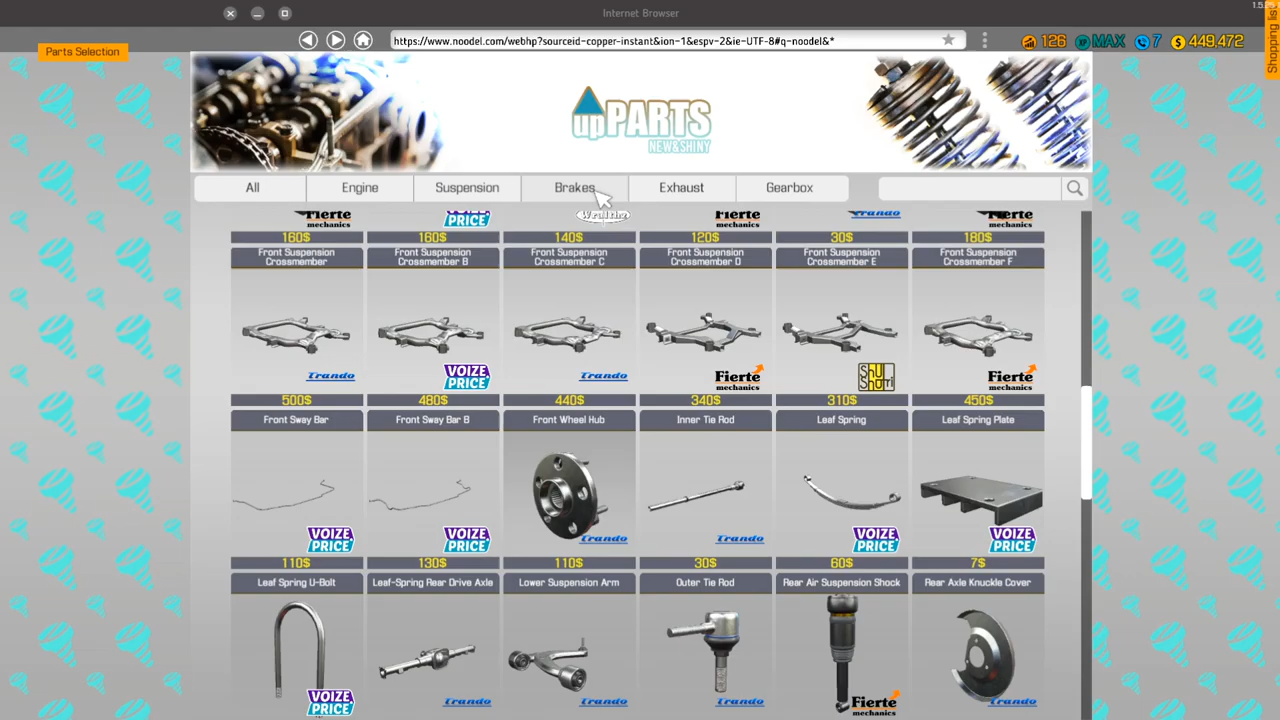 Internet Browser
1.5
Parts Selection
https://www.noodel.com/webhp?sourceid-copper-instant&ion-1&espv-2&ie-UTF-8#q-noodel&*
126 XP MAX 7 $ 449,472
Shopping list
upPARTS
NEW&SHINY
All Engine Suspension Brakes Exhaust Gearbox
Fierte mechanics VOIZE PRICE Fierte mechanics Trando Fierte mechanics
160$ 160$ 140$ 120$ 30$ 180$
Front Suspension Crossmember
Front Suspension Crossmember B
Front Suspension Crossmember C
Front Suspension Crossmember D
Front Suspension Crossmember E
Front Suspension Crossmember F
Trando VOIZE PRICE Trando Fierte mechanics Fierte mechanics
500$ 480$ 440$ 340$ 310$ 450$
Front Sway Bar Front Sway Bar B Front Wheel Hub Inner Tie Rod Leaf Spring Leaf Spring Plate
VOIZE PRICE VOIZE PRICE Trando Trando VOIZE PRICE VOIZE PRICE
110$ 130$ 110$ 30$ 60$ 7$
Leaf Spring U-Bolt Leaf-Spring Rear Drive Axle Lower Suspension Arm Outer Tie Rod Rear Air Suspension Shock Rear Axle Knuckle Cover
VOIZE PRICE Trando Trando Trando Fierte mechanics Trando